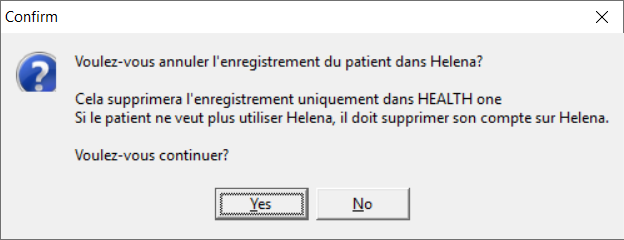 Confirm
Voulez-vous annuler l'enregistrement du patient dans Helena?
Cela supprimera l'enregistrement uniquement dans HEALTH one
Si le patient ne veut plus utiliser Helena, il doit supprimer son compte sur Helena.
Voulez-vous continuer?
Yes
No